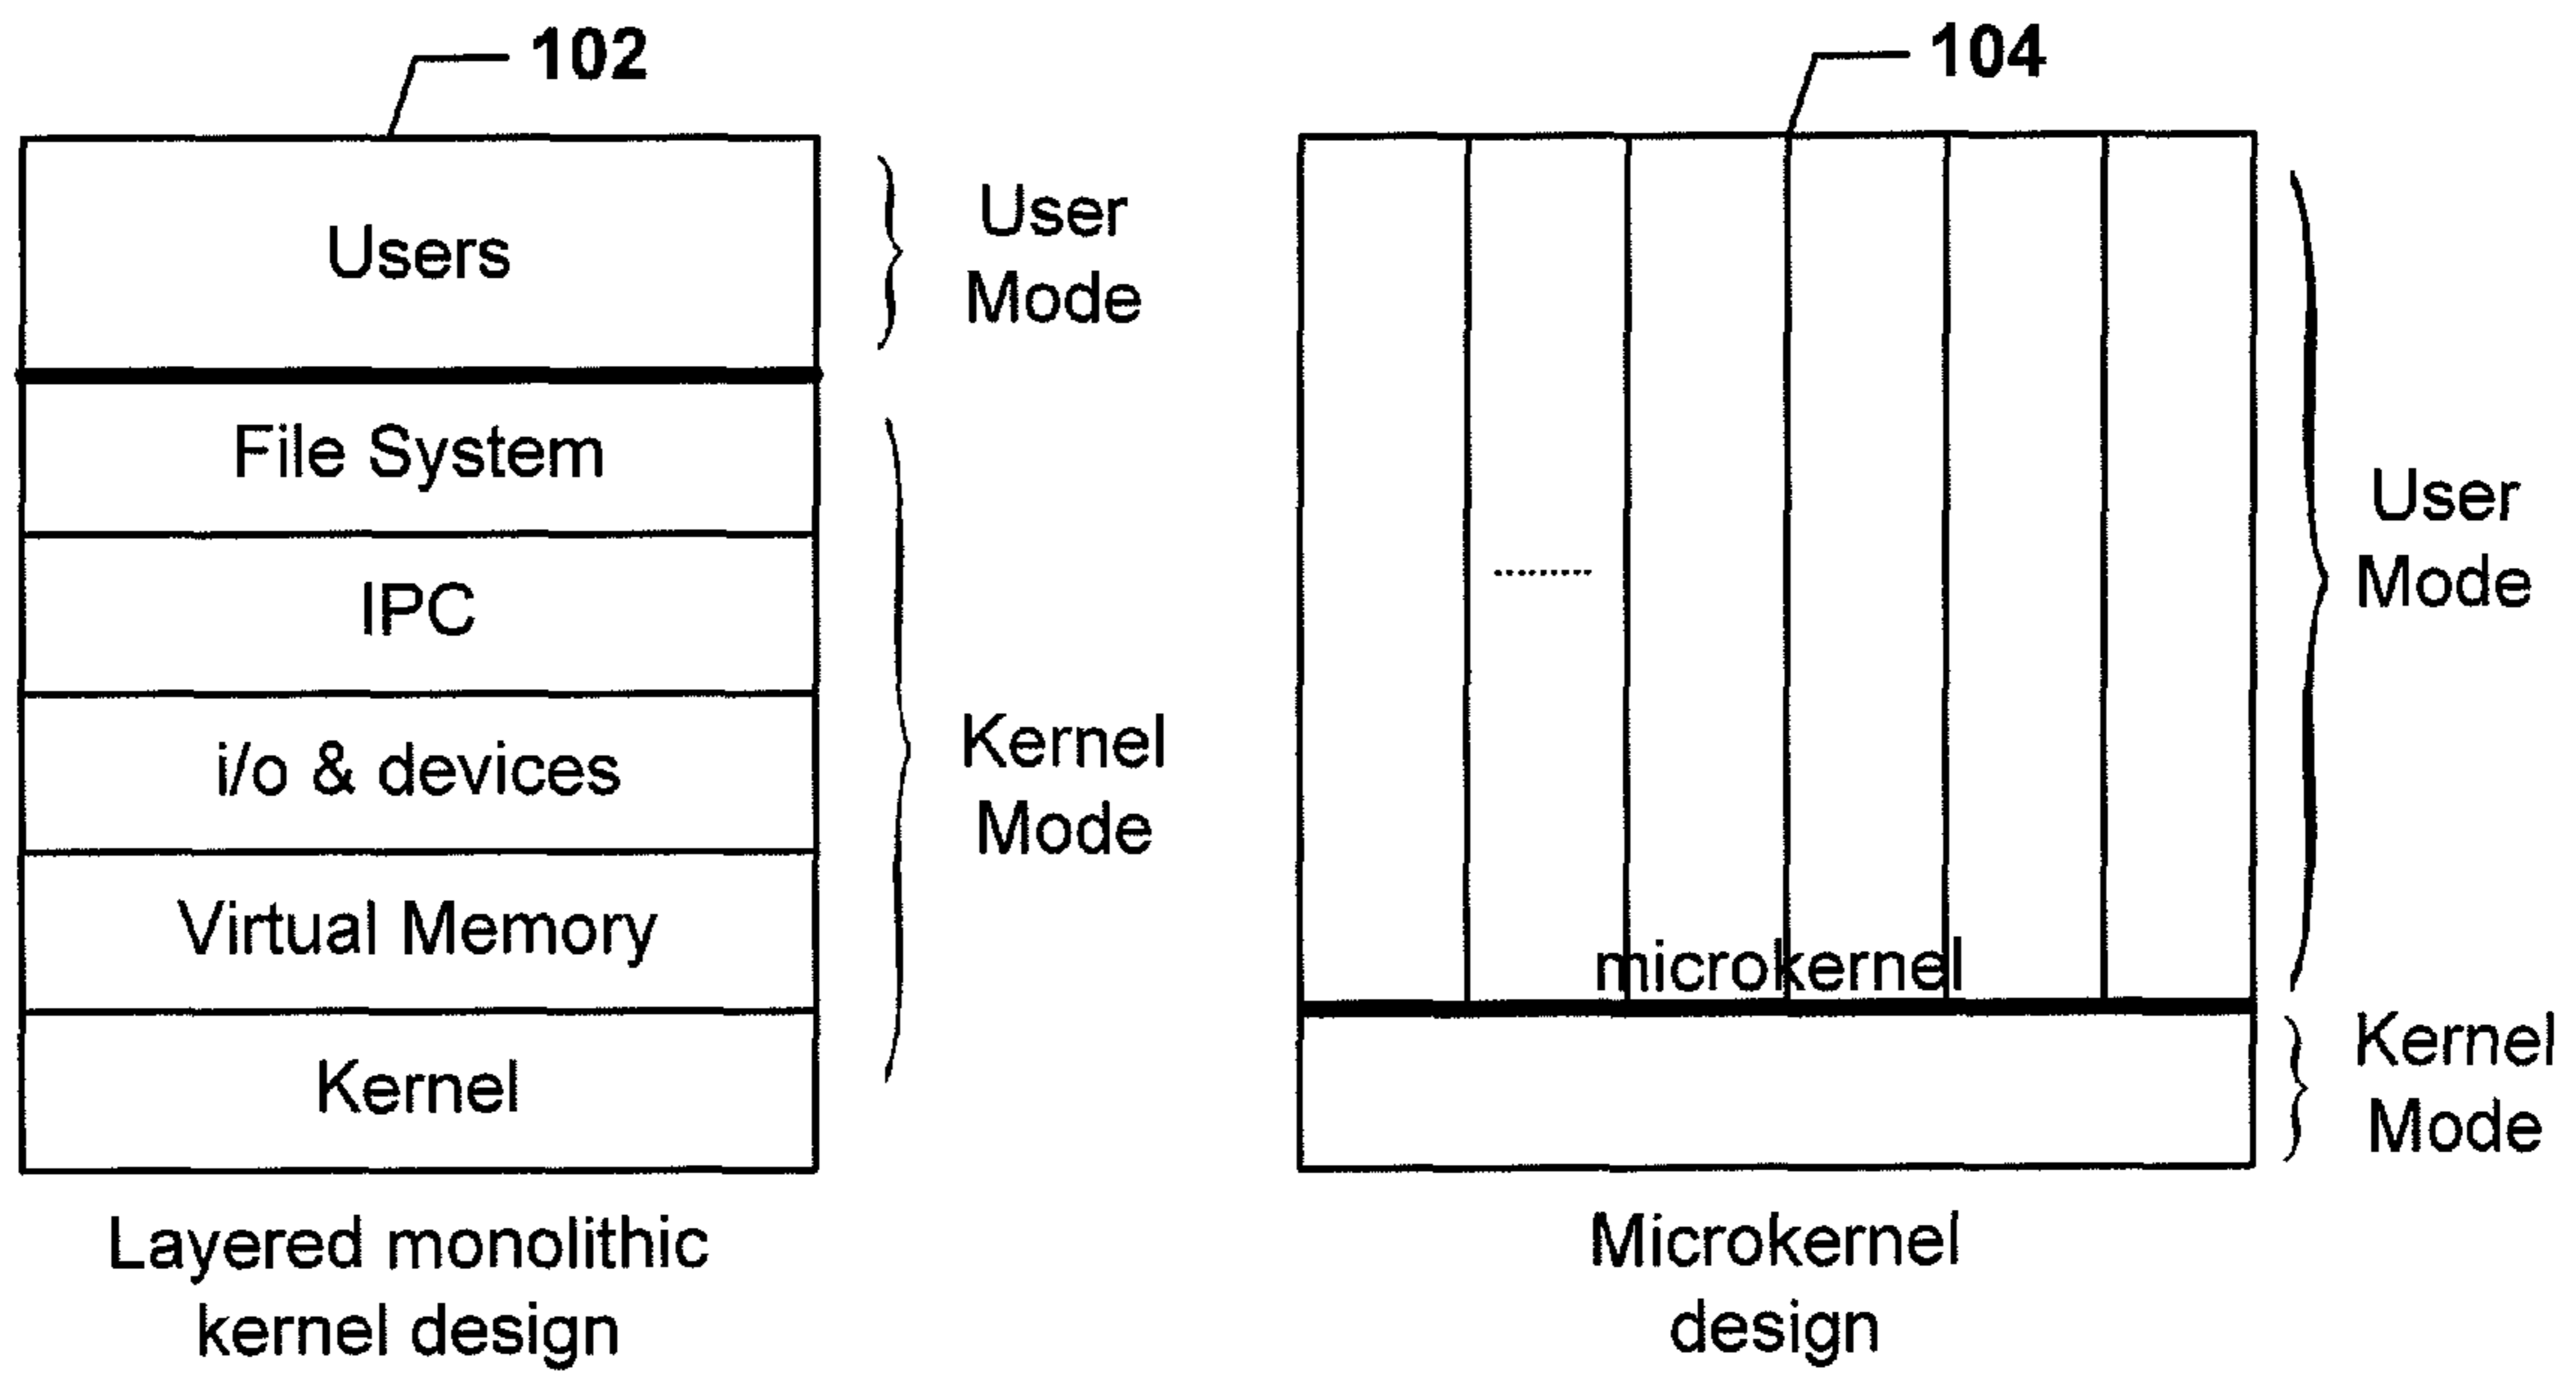 102
Users
User
Mode
File System
IPC
i/o & devices
Virtual Memory
Kernel
Kernel
Mode
Layered monolithic
kernel design
104
User
Mode
microkernel
Kernel
Mode
Microkernel
design